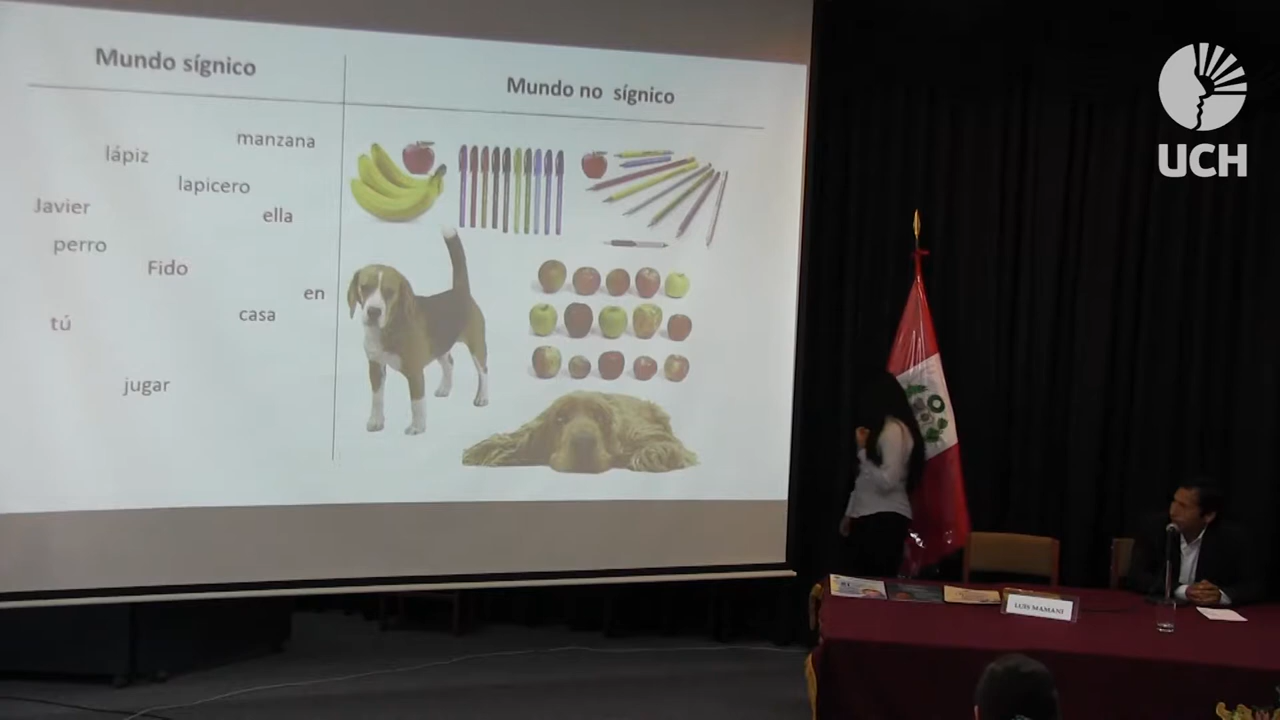 Mundo sígnico
Mundo no sígnico
manzana
lápiz
lapicero
Javier
ella
perro
Fido
en
casa
tú
jugar
UCH
LUIS MAMANI